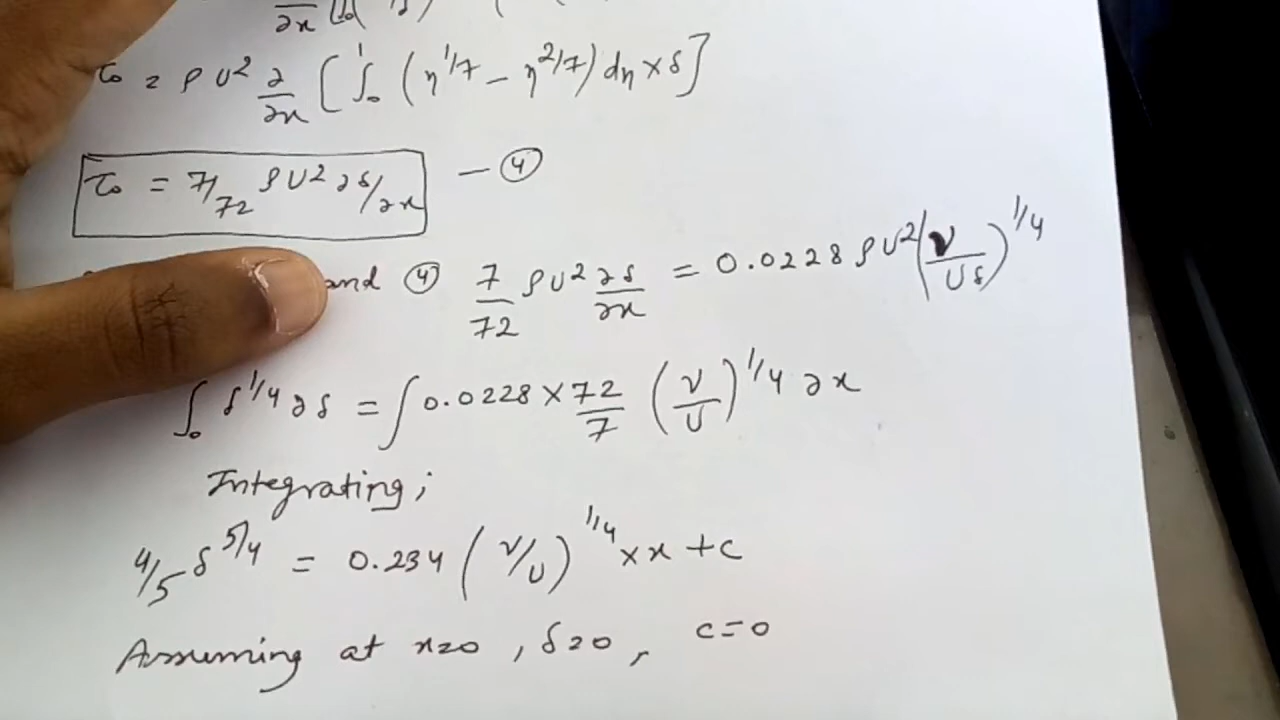 ∂x
τ₀ = ρ U² ∂/∂x [ ∫₀¹ (η^1/7 − η^2/7) dη × δ ]
τ₀ = 7/72 ρU² ∂δ/∂x — ④
and ④ 7/72 ρU² ∂δ/∂x = 0.0228 ρU² (ν/Uδ)^1/4
∫₀ δ^1/4 ∂δ = ∫ 0.0228 × 72/7 (ν/U)^1/4 ∂x
Integrating;
4/5 δ^5/4 = 0.234 (ν/U)^1/4 × x + c
Assuming at x=0, δ=0, c=0